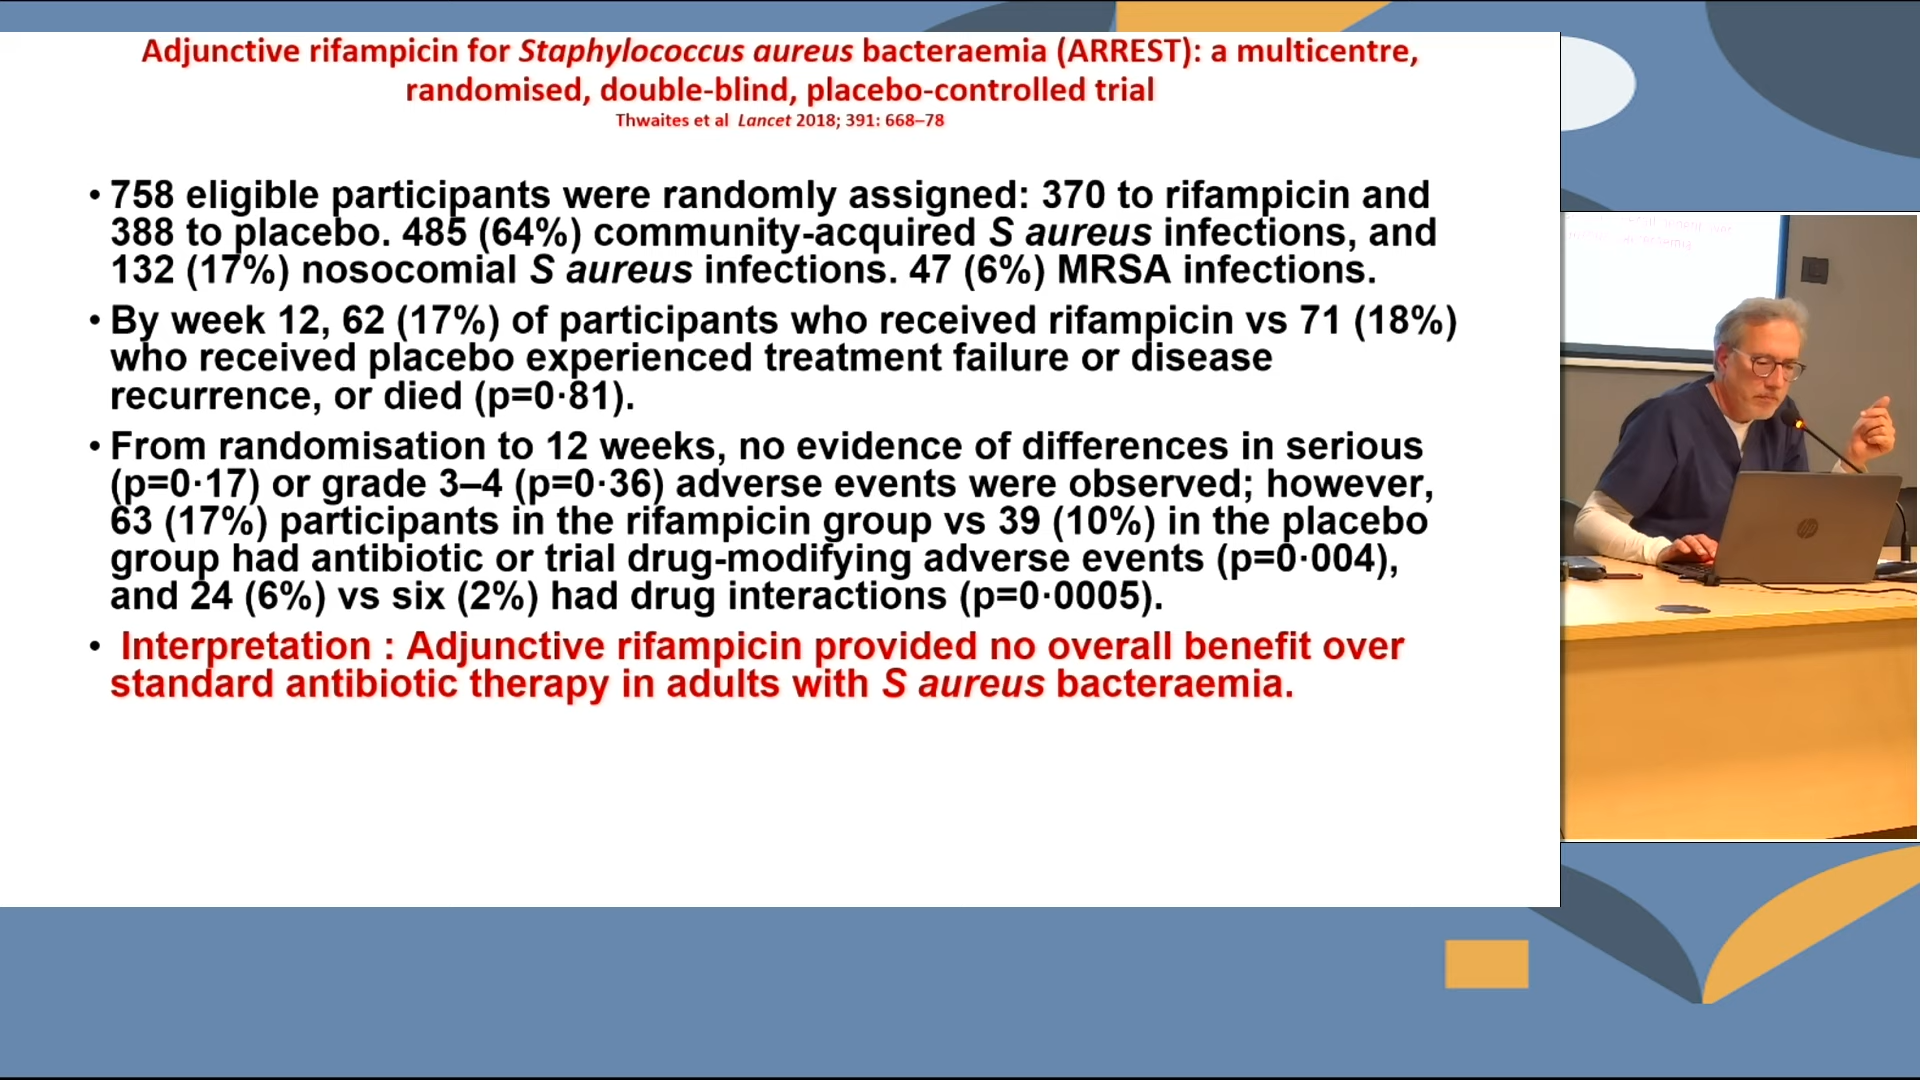 Adjunctive rifampicin for Staphylococcus aureus bacteraemia (ARREST): a multicentre,
randomised, double-blind, placebo-controlled trial
Thwaites et al Lancet 2018; 391: 668–78
• 758 eligible participants were randomly assigned: 370 to rifampicin and
388 to placebo. 485 (64%) community-acquired S aureus infections, and
132 (17%) nosocomial S aureus infections. 47 (6%) MRSA infections.
• By week 12, 62 (17%) of participants who received rifampicin vs 71 (18%)
who received placebo experienced treatment failure or disease
recurrence, or died (p=0·81).
• From randomisation to 12 weeks, no evidence of differences in serious
(p=0·17) or grade 3–4 (p=0·36) adverse events were observed; however,
63 (17%) participants in the rifampicin group vs 39 (10%) in the placebo
group had antibiotic or trial drug-modifying adverse events (p=0·004),
and 24 (6%) vs six (2%) had drug interactions (p=0·0005).
• Interpretation : Adjunctive rifampicin provided no overall benefit over
standard antibiotic therapy in adults with S aureus bacteraemia.
hp